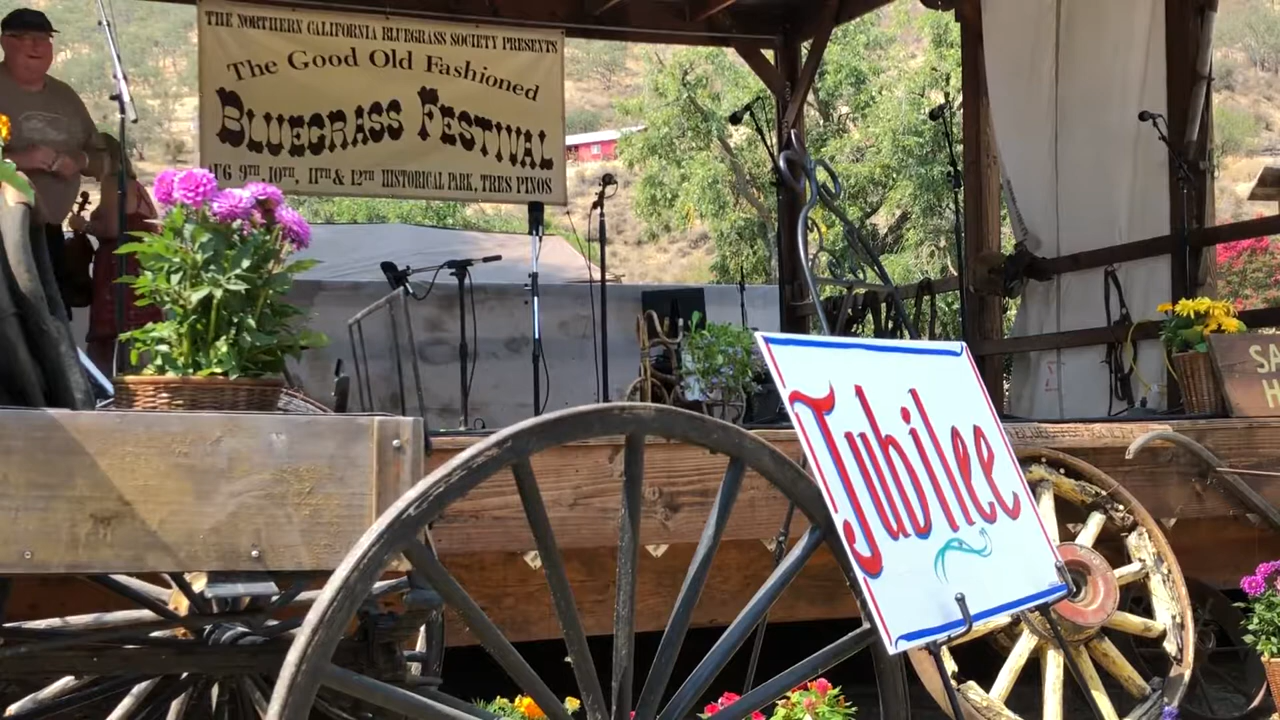 THE NORTHERN CALIFORNIA BLUEGRASS SOCIETY PRESENTS
The Good Old Fashioned
BLUEGRASS FESTIVAL
AUG 9TH, 10TH, 11TH & 12TH HISTORICAL PARK, TRES PINOS
Jubilee
SA
H